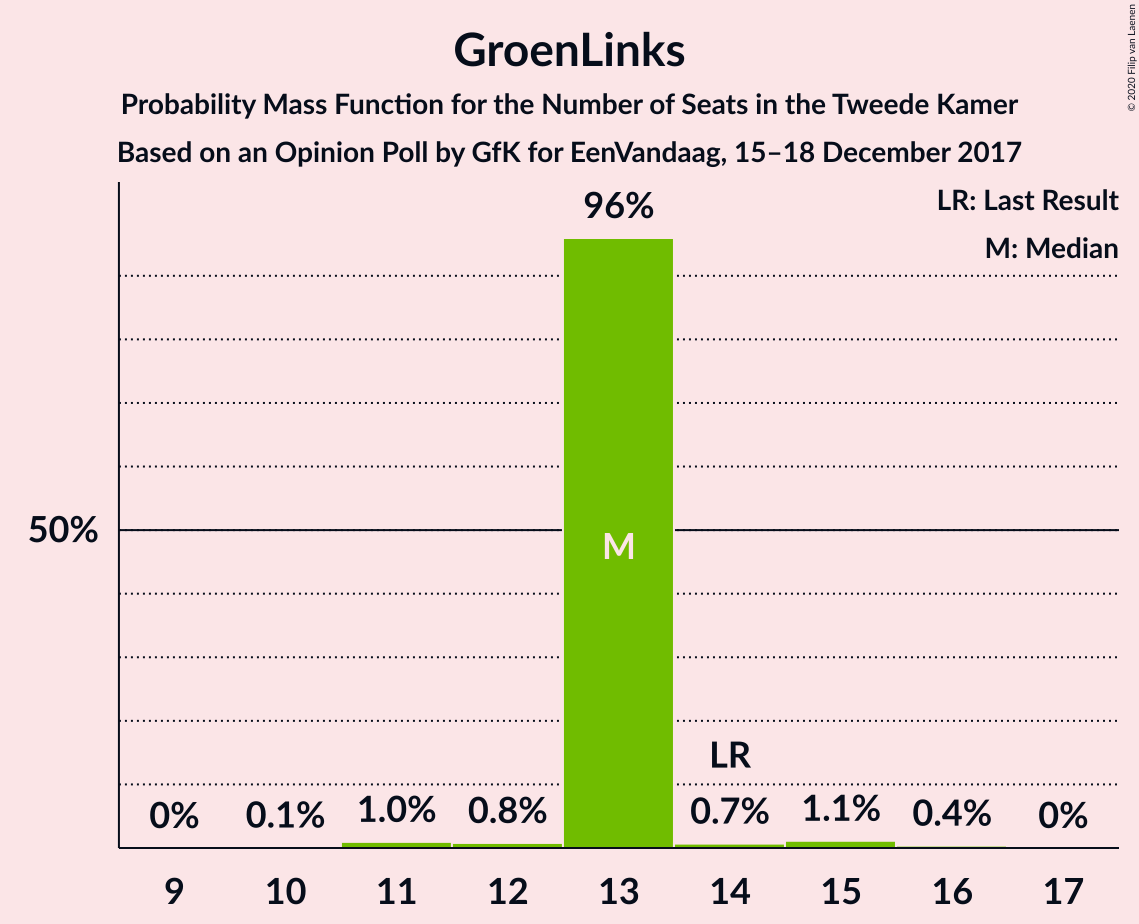 GroenLinks
Probability Mass Function for the Number of Seats in the Tweede Kamer
Based on an Opinion Poll by GfK for EenVandaag, 15–18 December 2017
© 2020 Filip van Laenen
LR: Last Result
M: Median
96%
50%
M
LR
0% 0.1% 1.0% 0.8% 0.7% 1.1% 0.4% 0%
9 10 11 12 13 14 15 16 17